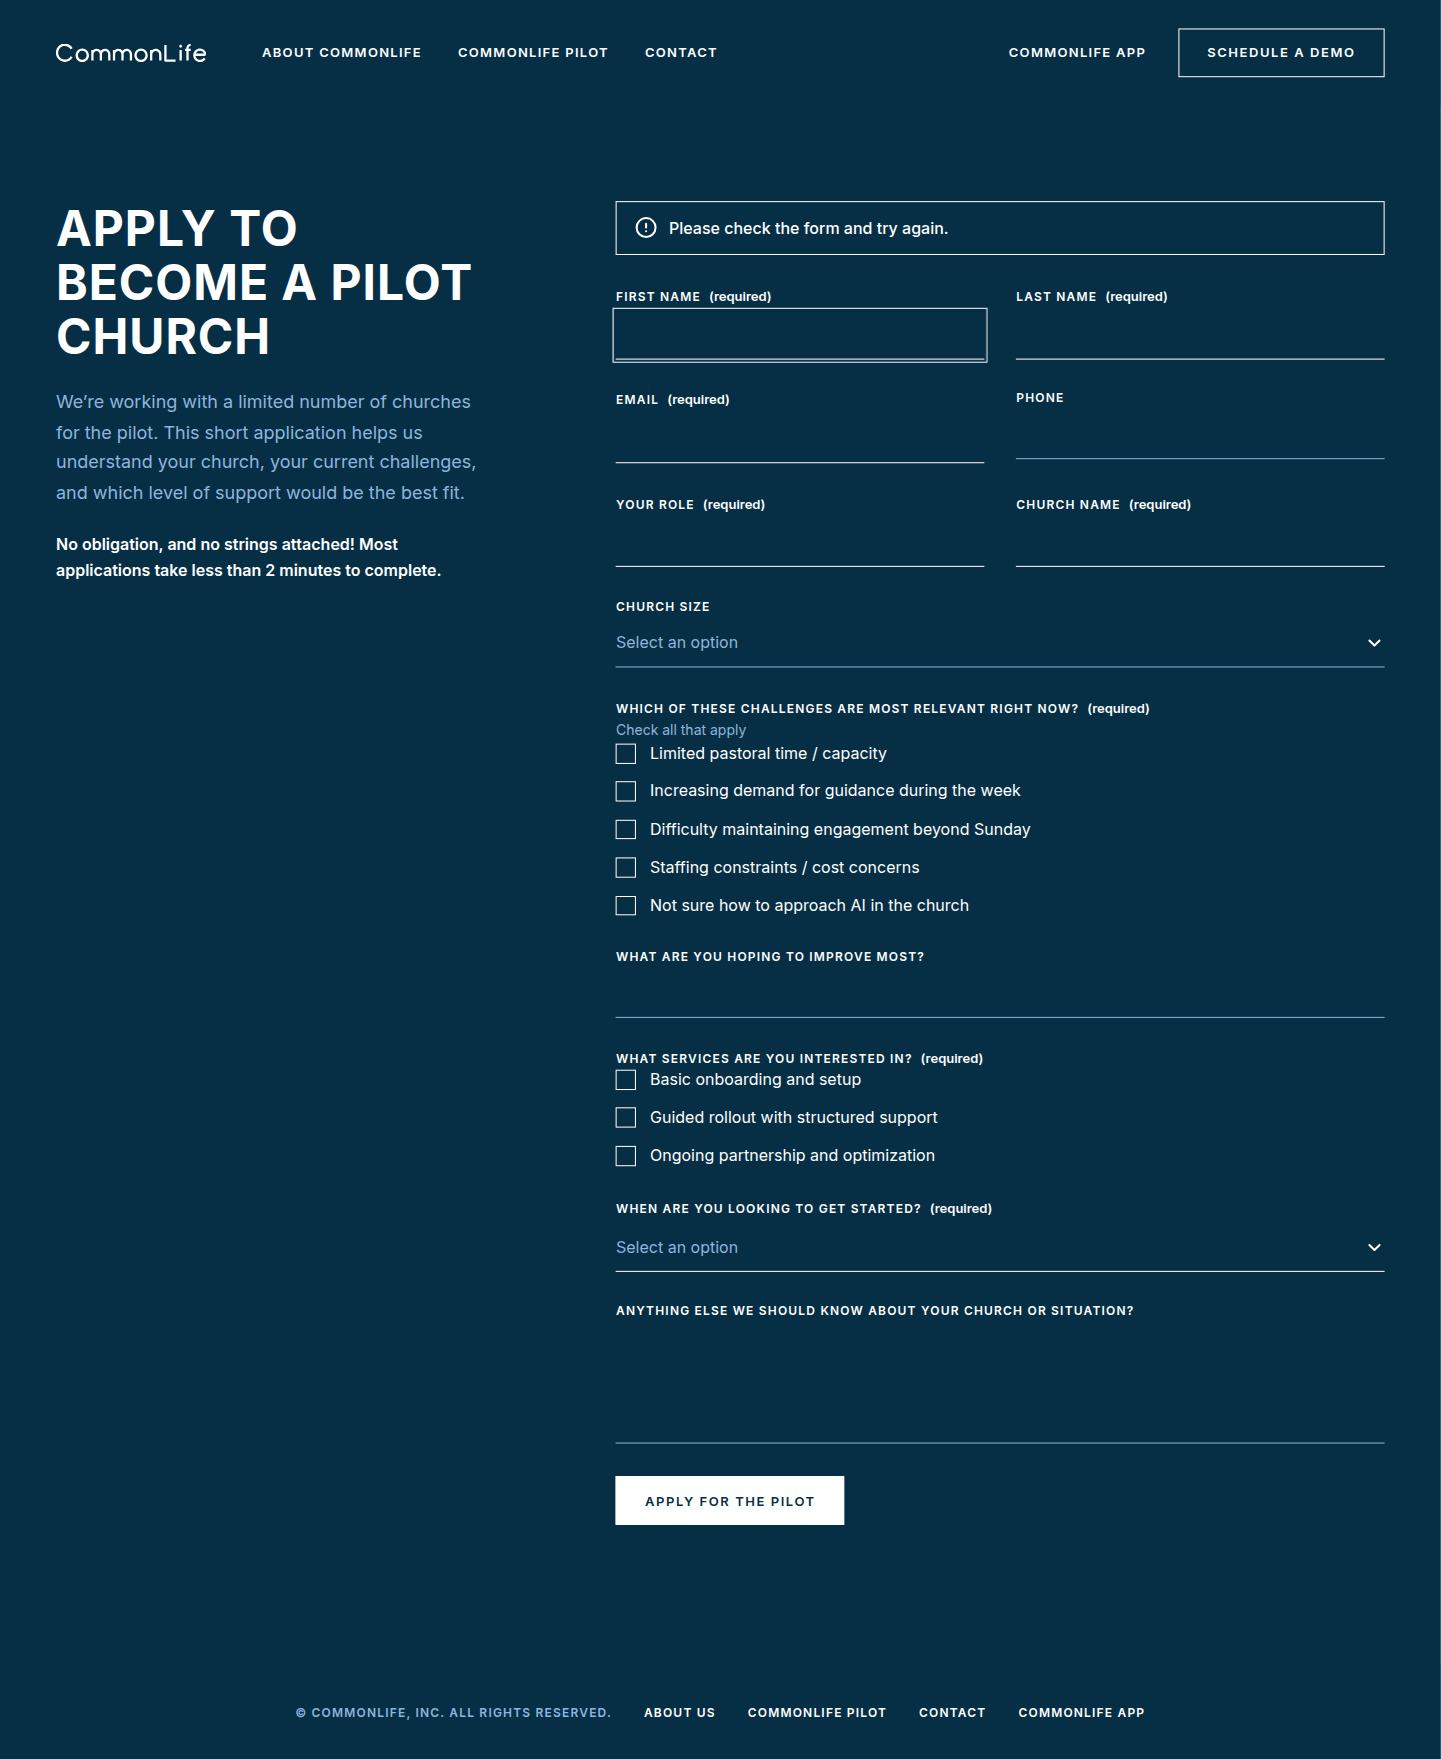 CommonLife
ABOUT COMMONLIFE
COMMONLIFE PILOT
CONTACT
COMMONLIFE APP
SCHEDULE A DEMO
APPLY TO
BECOME A PILOT
CHURCH
We’re working with a limited number of churches
for the pilot. This short application helps us
understand your church, your current challenges,
and which level of support would be the best fit.
No obligation, and no strings attached! Most
applications take less than 2 minutes to complete.
Please check the form and try again.
FIRST NAME (required)
LAST NAME (required)
EMAIL (required)
PHONE
YOUR ROLE (required)
CHURCH NAME (required)
CHURCH SIZE
Select an option
WHICH OF THESE CHALLENGES ARE MOST RELEVANT RIGHT NOW? (required)
Check all that apply
Limited pastoral time / capacity
Increasing demand for guidance during the week
Difficulty maintaining engagement beyond Sunday
Staffing constraints / cost concerns
Not sure how to approach AI in the church
WHAT ARE YOU HOPING TO IMPROVE MOST?
WHAT SERVICES ARE YOU INTERESTED IN? (required)
Basic onboarding and setup
Guided rollout with structured support
Ongoing partnership and optimization
WHEN ARE YOU LOOKING TO GET STARTED? (required)
Select an option
ANYTHING ELSE WE SHOULD KNOW ABOUT YOUR CHURCH OR SITUATION?
APPLY FOR THE PILOT
© COMMONLIFE, INC. ALL RIGHTS RESERVED.
ABOUT US
COMMONLIFE PILOT
CONTACT
COMMONLIFE APP